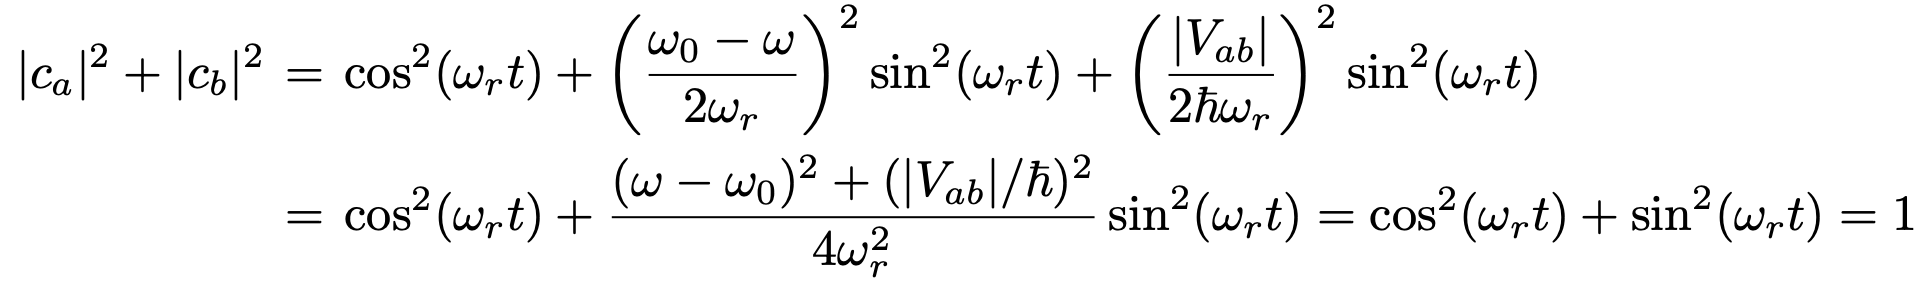 $|c_a|^2 + |c_b|^2 = \cos^2(\omega_r t) + \left(\frac{\omega_0 - \omega}{2\omega_r}\right)^2 \sin^2(\omega_r t) + \left(\frac{|V_{ab}|}{2\hbar\omega_r}\right)^2 \sin^2(\omega_r t)$
$= \cos^2(\omega_r t) + \frac{(\omega - \omega_0)^2 + (|V_{ab}|/\hbar)^2}{4\omega_r^2} \sin^2(\omega_r t) = \cos^2(\omega_r t) + \sin^2(\omega_r t) = 1$